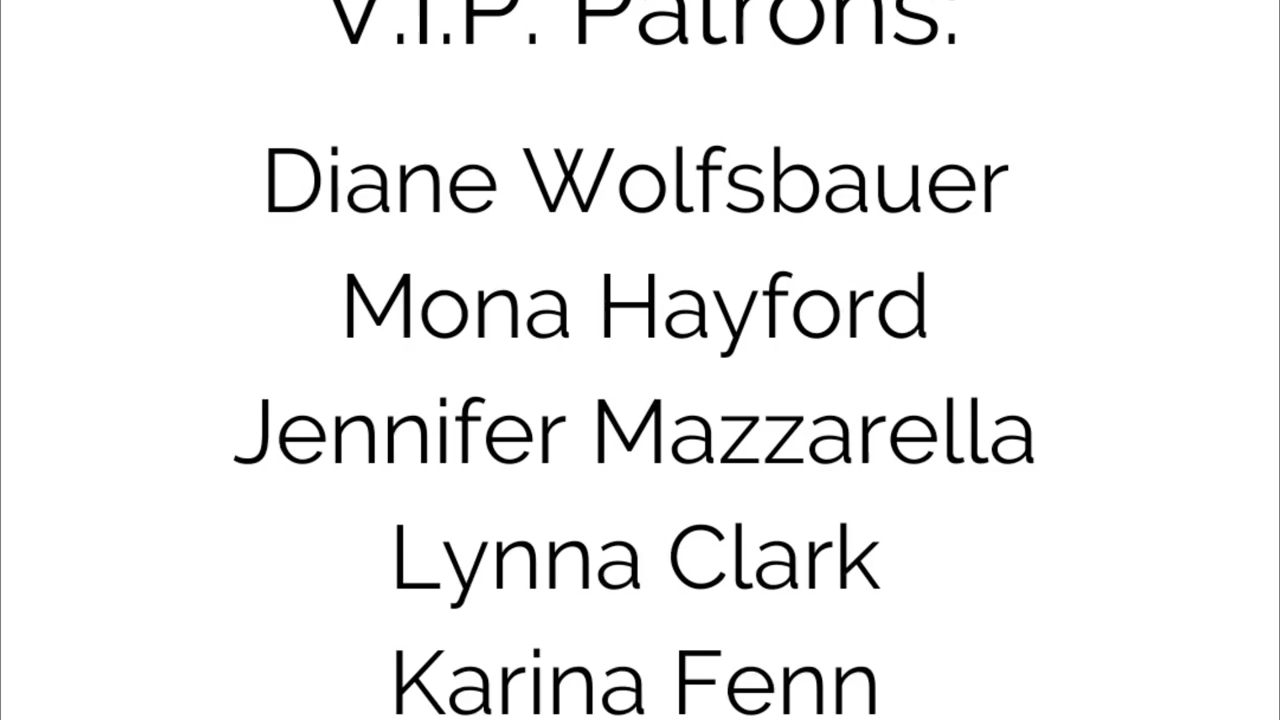 V.I.P. Patrons:
Diane Wolfsbauer
Mona Hayford
Jennifer Mazzarella
Lynna Clark
Karina Fenn